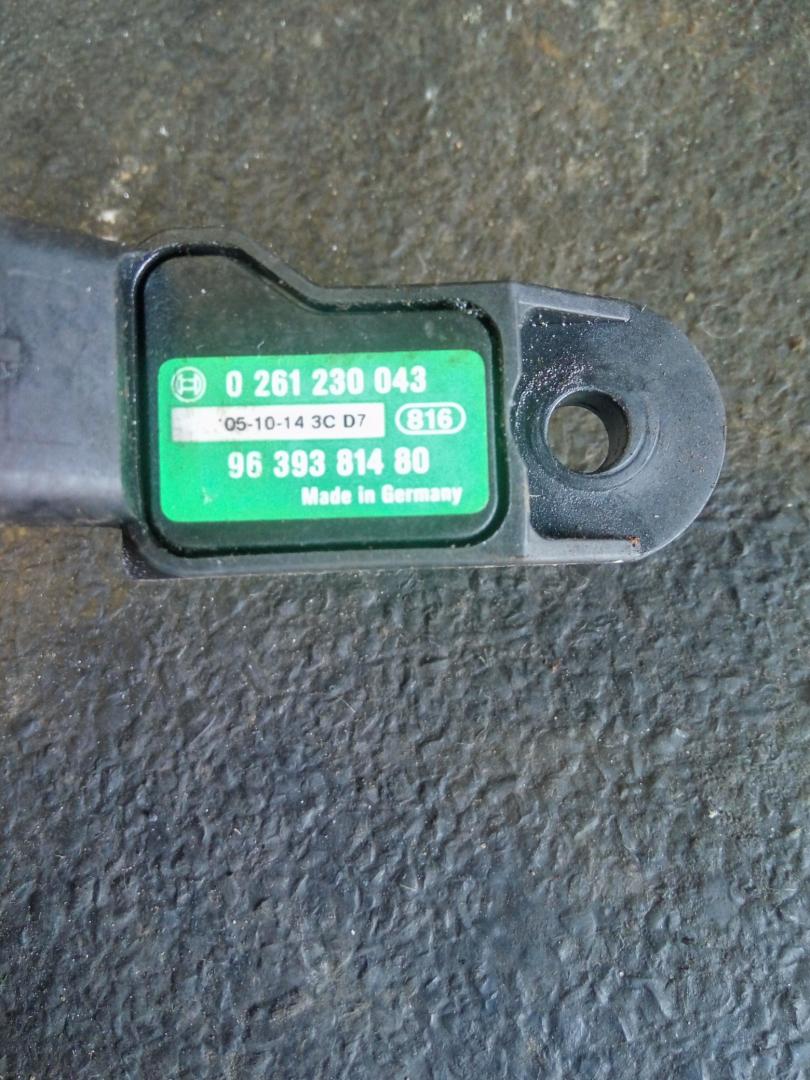 0 261 230 043
05-10-14 3C D7 816
96 393 814 80
Made in Germany